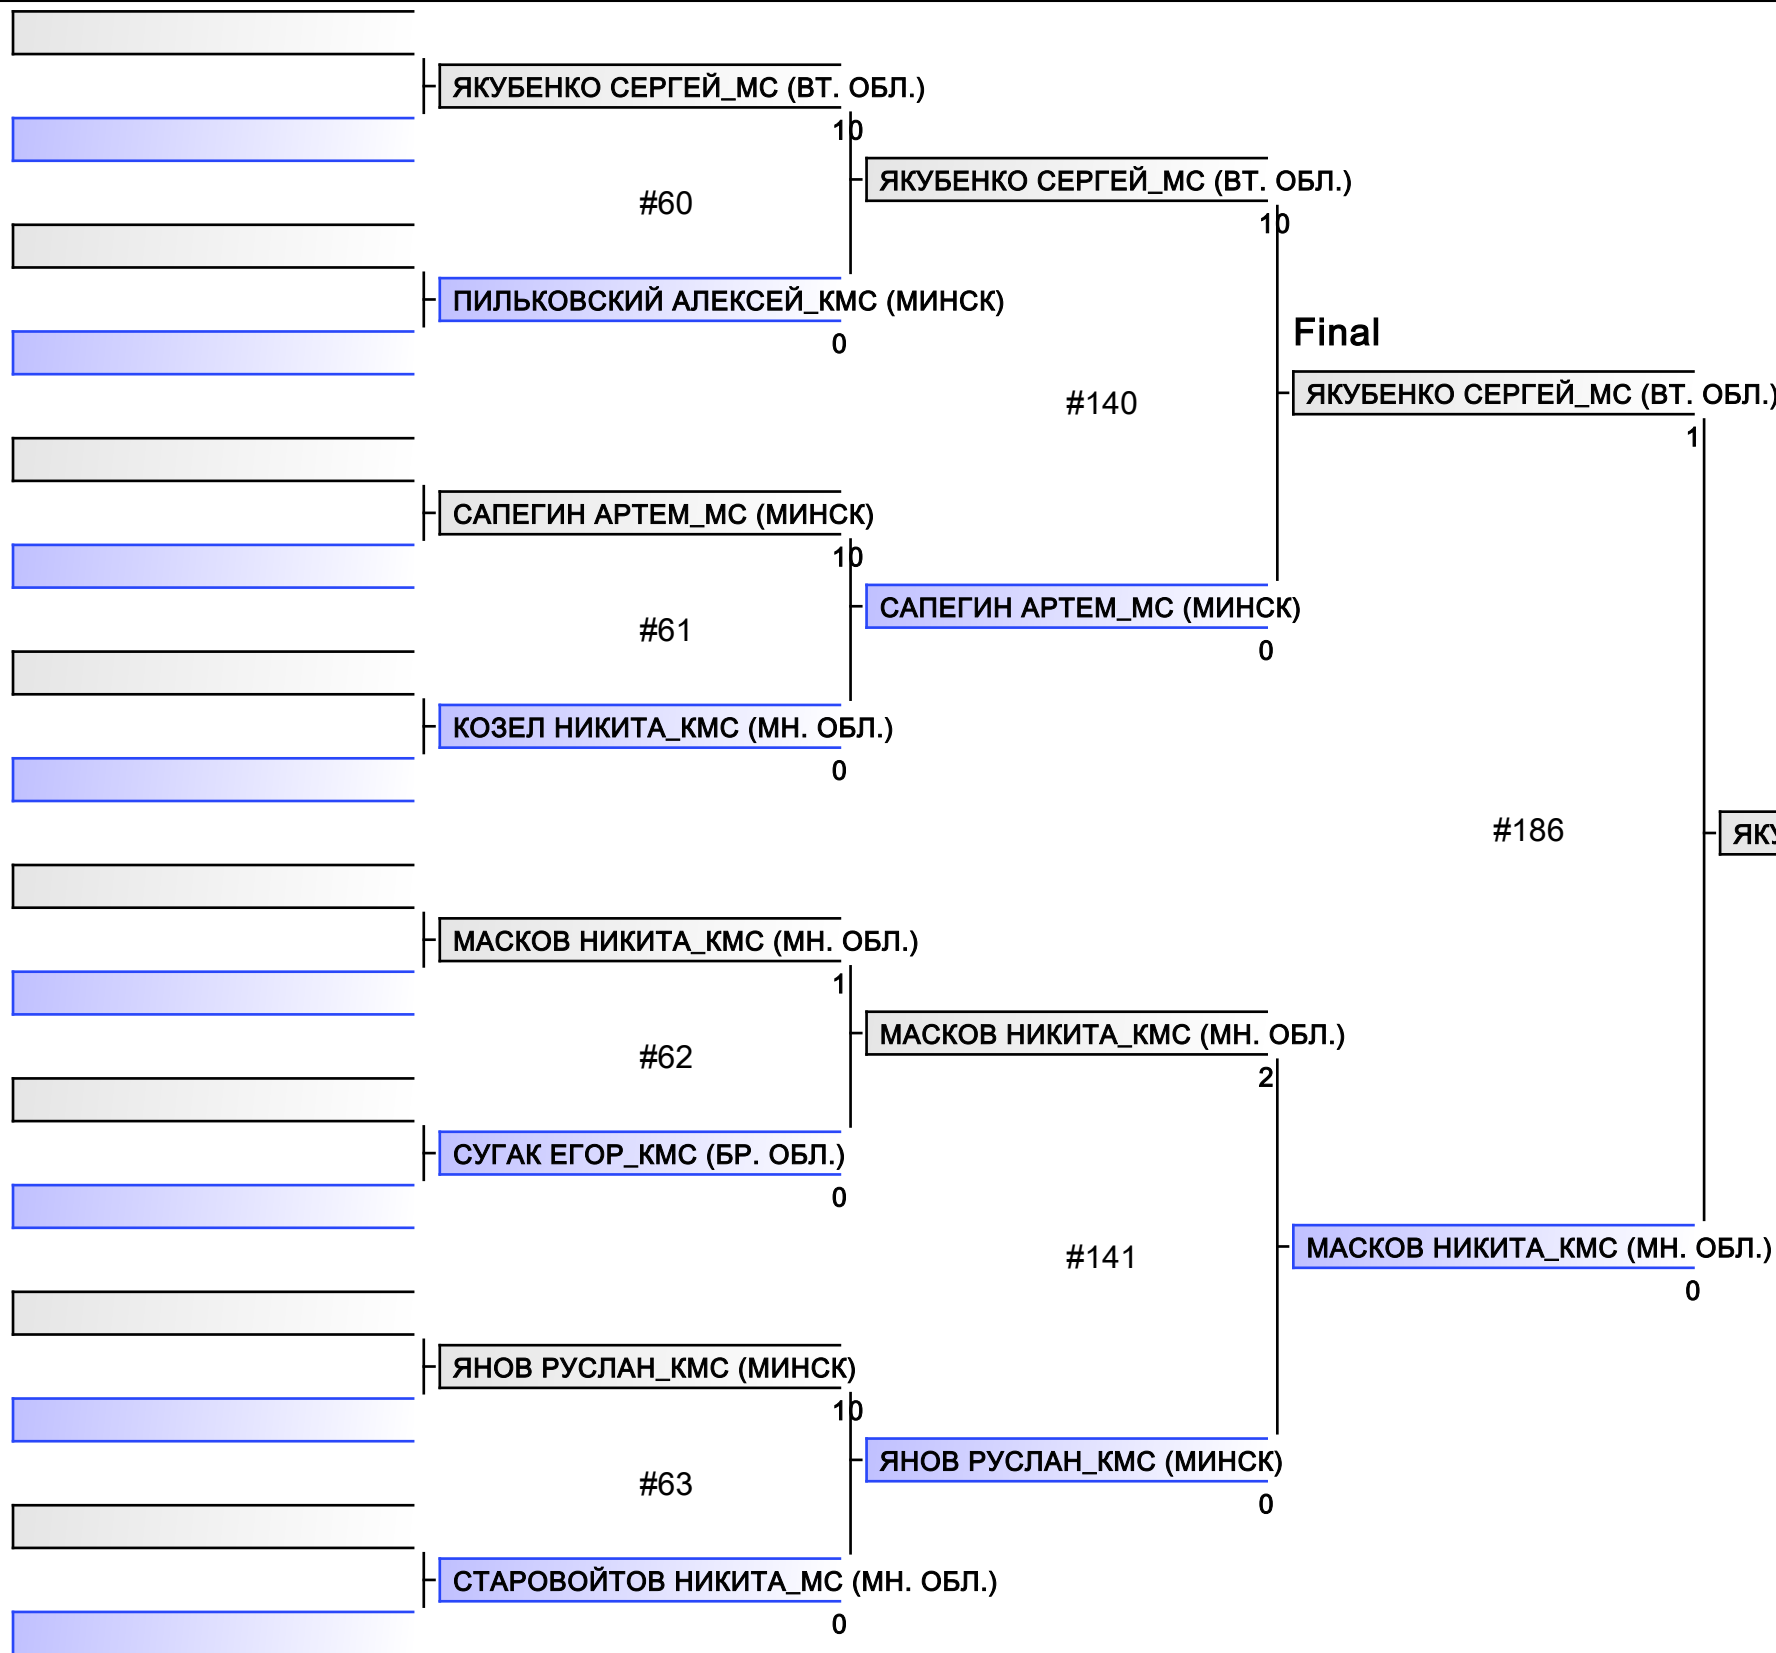 ЯКУБЕНКО СЕРГЕЙ_МС (ВТ. ОБЛ.)
10
ЯКУБЕНКО СЕРГЕЙ_МС (ВТ. ОБЛ.)
#60
10
ПИЛЬКОВСКИЙ АЛЕКСЕЙ_КМС (МИНСК)
0
Final
#140
ЯКУБЕНКО СЕРГЕЙ_МС (ВТ. ОБЛ.)
1
САПЕГИН АРТЕМ_МС (МИНСК)
10
САПЕГИН АРТЕМ_МС (МИНСК)
#61
0
КОЗЕЛ НИКИТА_КМС (МН. ОБЛ.)
0
#186
МАСКОВ НИКИТА_КМС (МН. ОБЛ.)
1
МАСКОВ НИКИТА_КМС (МН. ОБЛ.)
#62
2
СУГАК ЕГОР_КМС (БР. ОБЛ.)
0
#141
МАСКОВ НИКИТА_КМС (МН. ОБЛ.)
0
ЯНОВ РУСЛАН_КМС (МИНСК)
10
ЯНОВ РУСЛАН_КМС (МИНСК)
#63
0
СТАРОВОЙТОВ НИКИТА_МС (МН. ОБЛ.)
0